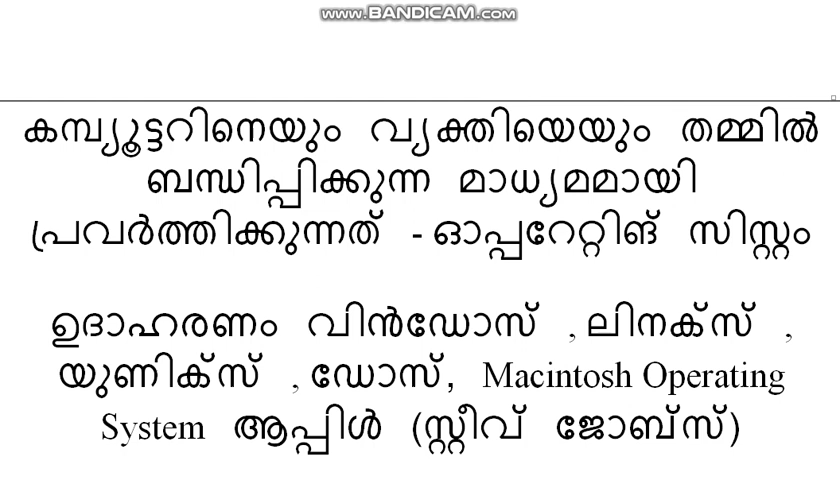 www.BANDICAM.com
കമ്പ്യൂട്ടറിനെയും വ്യക്തിയെയും തമ്മിൽ
ബന്ധിപ്പിക്കുന്ന മാധ്യമമായി
പ്രവർത്തിക്കുന്നത് - ഓപ്പറേറ്റിങ് സിസ്റ്റം
ഉദാഹരണം വിൻഡോസ് , ലിനക്സ് ,
യുണിക്സ് , ഡോസ്, Macintosh Operating
System ആപ്പിൾ (സ്റ്റീവ് ജോബ്സ്)